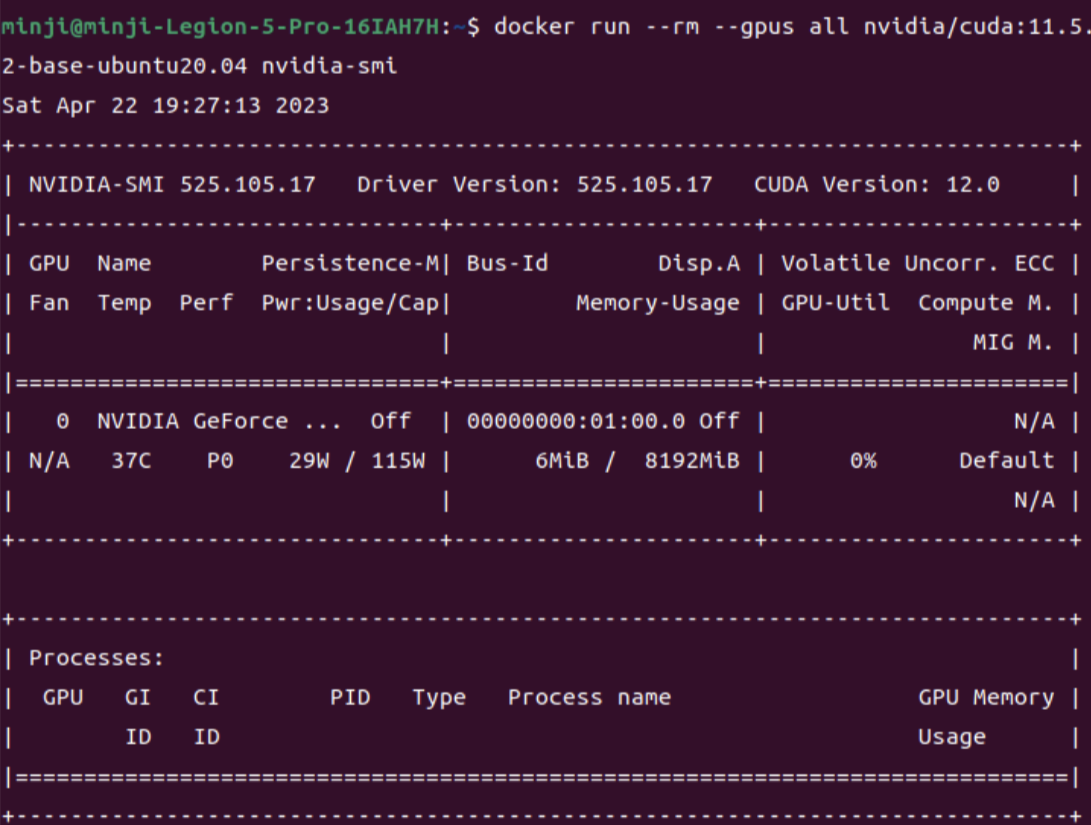 minji@minji-Legion-5-Pro-16IAH7H:~$ docker run --rm --gpus all nvidia/cuda:11.5.
2-base-ubuntu20.04 nvidia-smi
Sat Apr 22 19:27:13 2023
+-----------------------------------------------------------------------------+
| NVIDIA-SMI 525.105.17   Driver Version: 525.105.17   CUDA Version: 12.0     |
|-------------------------------+----------------------+----------------------+
| GPU  Name        Persistence-M| Bus-Id        Disp.A | Volatile Uncorr. ECC |
| Fan  Temp  Perf  Pwr:Usage/Cap|         Memory-Usage | GPU-Util  Compute M. |
|                               |                      |               MIG M. |
|===============================+======================+======================|
|   0  NVIDIA GeForce ...  Off  | 00000000:01:00.0 Off |                  N/A |
| N/A   37C    P0    29W / 115W |      6MiB /  8192MiB |      0%      Default |
|                               |                      |                  N/A |
+-------------------------------+----------------------+----------------------+
+-----------------------------------------------------------------------------+
| Processes:                                                                  |
|  GPU   GI   CI        PID   Type   Process name                  GPU Memory |
|        ID   ID                                                   Usage      |
|=============================================================================|
+-----------------------------------------------------------------------------+